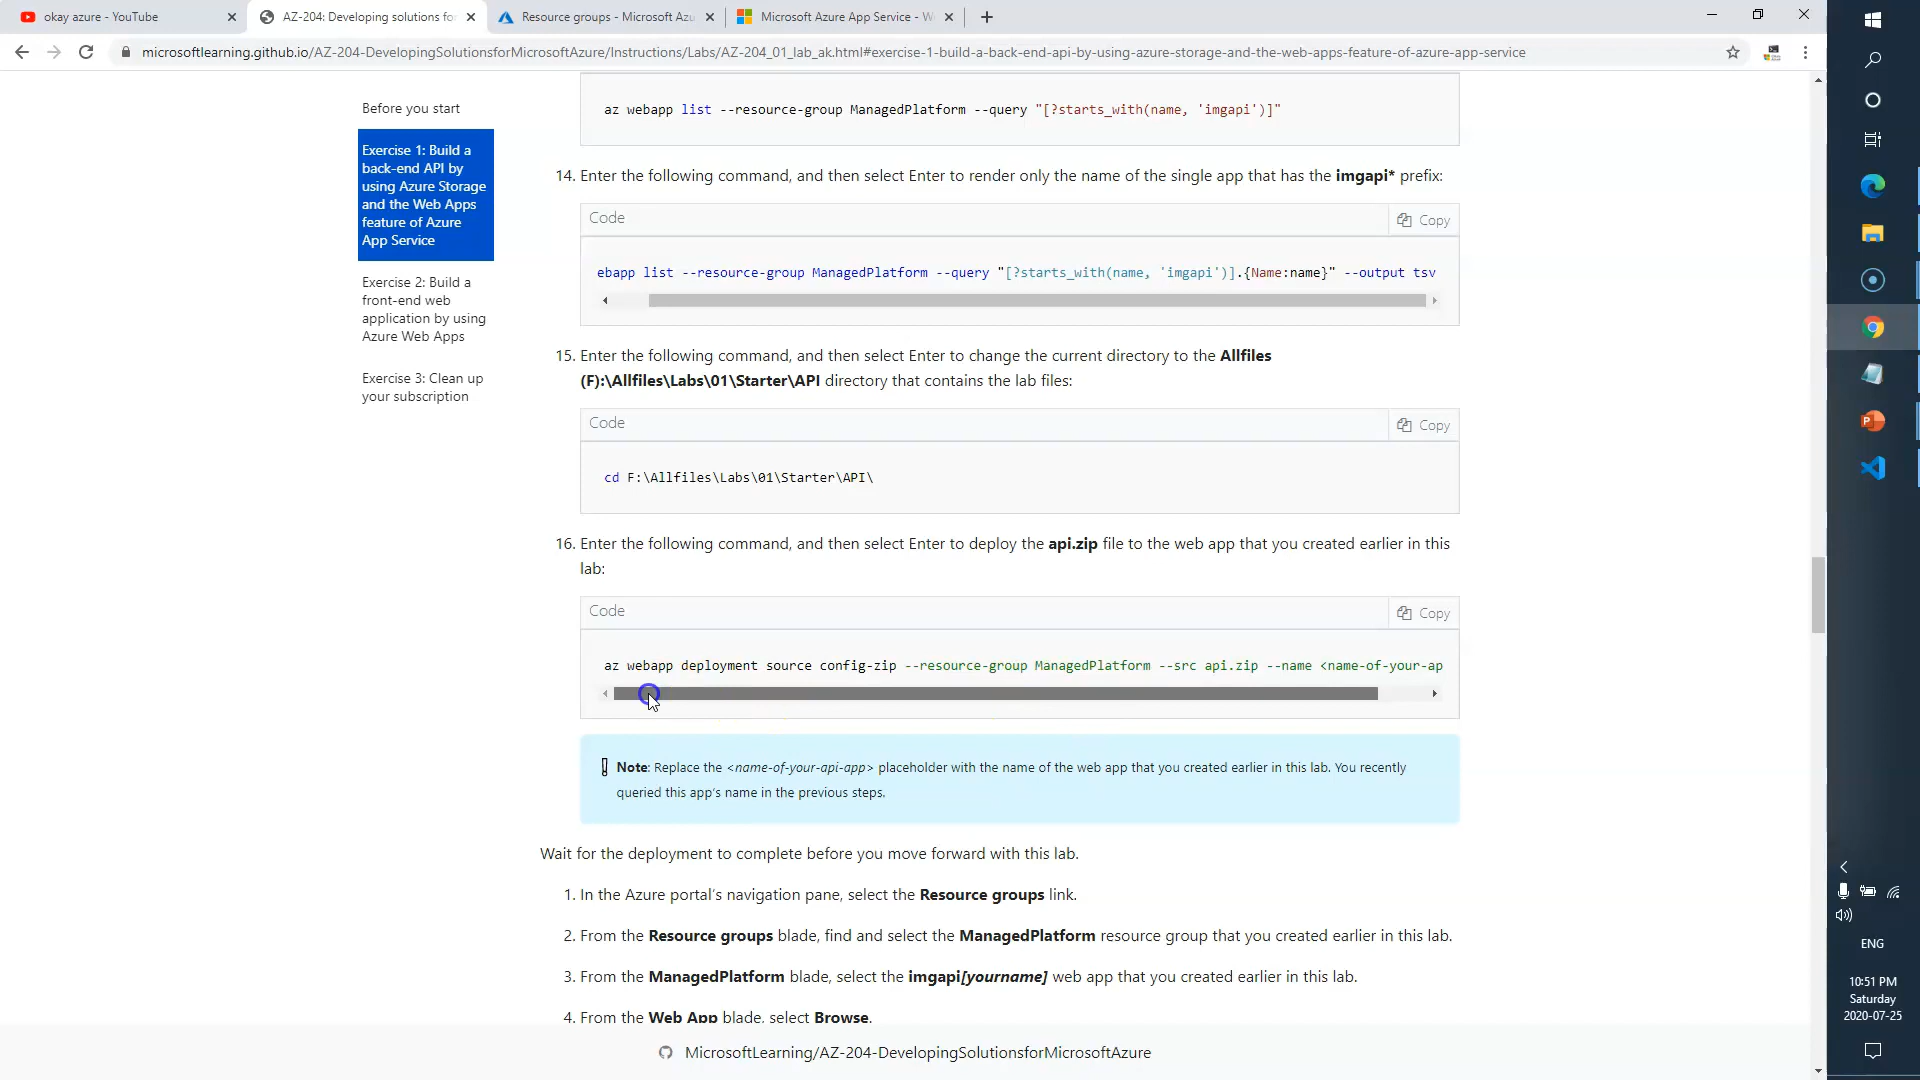 okay azure - YouTube
AZ-204: Developing solutions for
Resource groups - Microsoft Azu
Microsoft Azure App Service - W
microsoftlearning.github.io/AZ-204-DevelopingSolutionsforMicrosoftAzure/Instructions/Labs/AZ-204_01_lab_ak.html#exercise-1-build-a-back-end-api-by-using-azure-storage-and-the-web-apps-feature-of-azure-app-service
Before you start
Exercise 1: Build a
back-end API by
using Azure Storage
and the Web Apps
feature of Azure
App Service
Exercise 2: Build a
front-end web
application by using
Azure Web Apps
Exercise 3: Clean up
your subscription
az webapp list --resource-group ManagedPlatform --query "[?starts_with(name, 'imgapi')]"
14. Enter the following command, and then select Enter to render only the name of the single app that has the imgapi* prefix:
Code
Copy
ebapp list --resource-group ManagedPlatform --query "[?starts_with(name, 'imgapi')].{Name:name}" --output tsv
15. Enter the following command, and then select Enter to change the current directory to the Allfiles
(F):\Allfiles\Labs\01\Starter\API directory that contains the lab files:
Code
Copy
cd F:\Allfiles\Labs\01\Starter\API\
16. Enter the following command, and then select Enter to deploy the api.zip file to the web app that you created earlier in this
lab:
Code
Copy
az webapp deployment source config-zip --resource-group ManagedPlatform --src api.zip --name <name-of-your-ap
Note: Replace the <name-of-your-api-app> placeholder with the name of the web app that you created earlier in this lab. You recently
queried this app's name in the previous steps.
Wait for the deployment to complete before you move forward with this lab.
1. In the Azure portal's navigation pane, select the Resource groups link.
2. From the Resource groups blade, find and select the ManagedPlatform resource group that you created earlier in this lab.
3. From the ManagedPlatform blade, select the imgapi[yourname] web app that you created earlier in this lab.
4. From the Web App blade, select Browse.
MicrosoftLearning/AZ-204-DevelopingSolutionsforMicrosoftAzure
ENG
10:51 PM
Saturday
2020-07-25